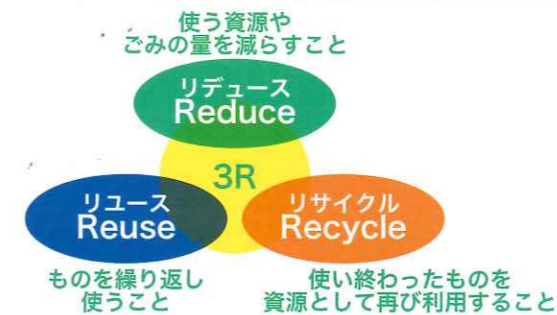 使う資源や
ごみの量を減らすこと
リデュース
Reduce
3R
リユース
Reuse
リサイクル
Recycle
ものを繰り返し
使うこと
使い終わったものを
資源として再び利用すること